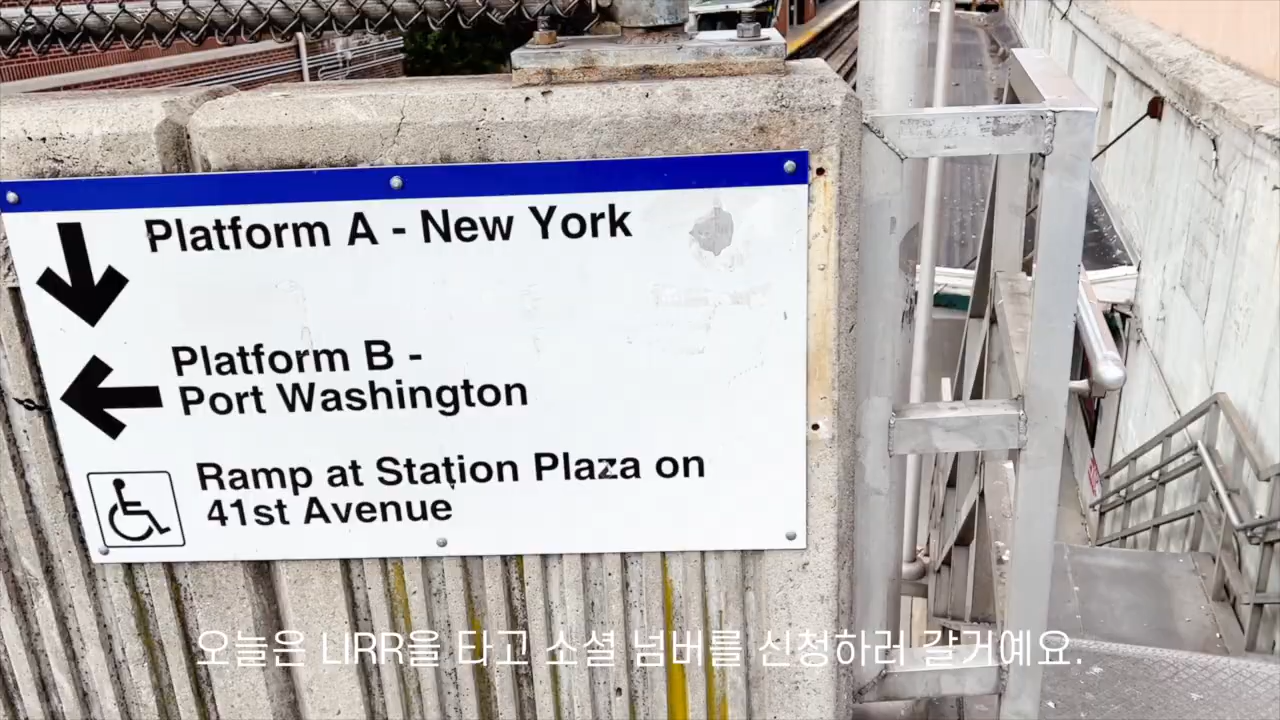 Platform A - New York
Platform B -
Port Washington
Ramp at Station Plaza on
41st Avenue
오늘은 LIRR을 타고 소셜 넘버를 신청하러 갈거예요.